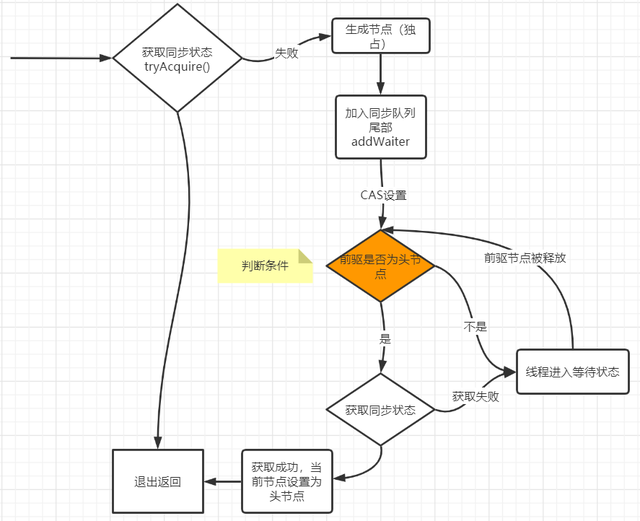 获取同步状态
tryAcquire()
失败
生成节点（独
占）
加入同步队列
尾部
addWaiter
CAS设置
判断条件
前驱是否为头节
点
前驱节点被释放
不是
是
线程进入等待状态
获取同步状态
获取失败
退出返回
获取成功，当
前节点设置为
头节点